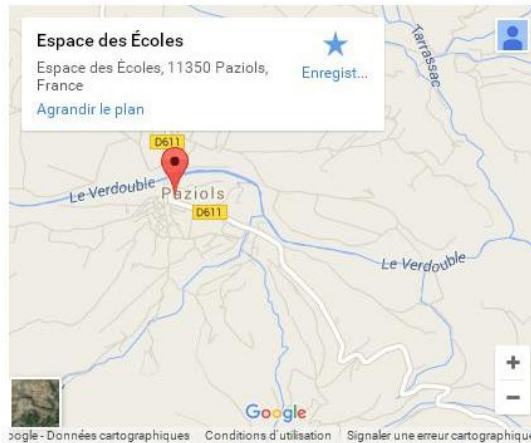 Espace des Écoles
Espace des Écoles, 11350 Paziols,
France
Enregist...
Agrandir le plan
Tarrassac
D611
Le Verdouble
Paziols
D611
Le Verdouble
+
−
Google
oogle - Données cartographiques Conditions d'utilisation Signaler une erreur cartographiqu